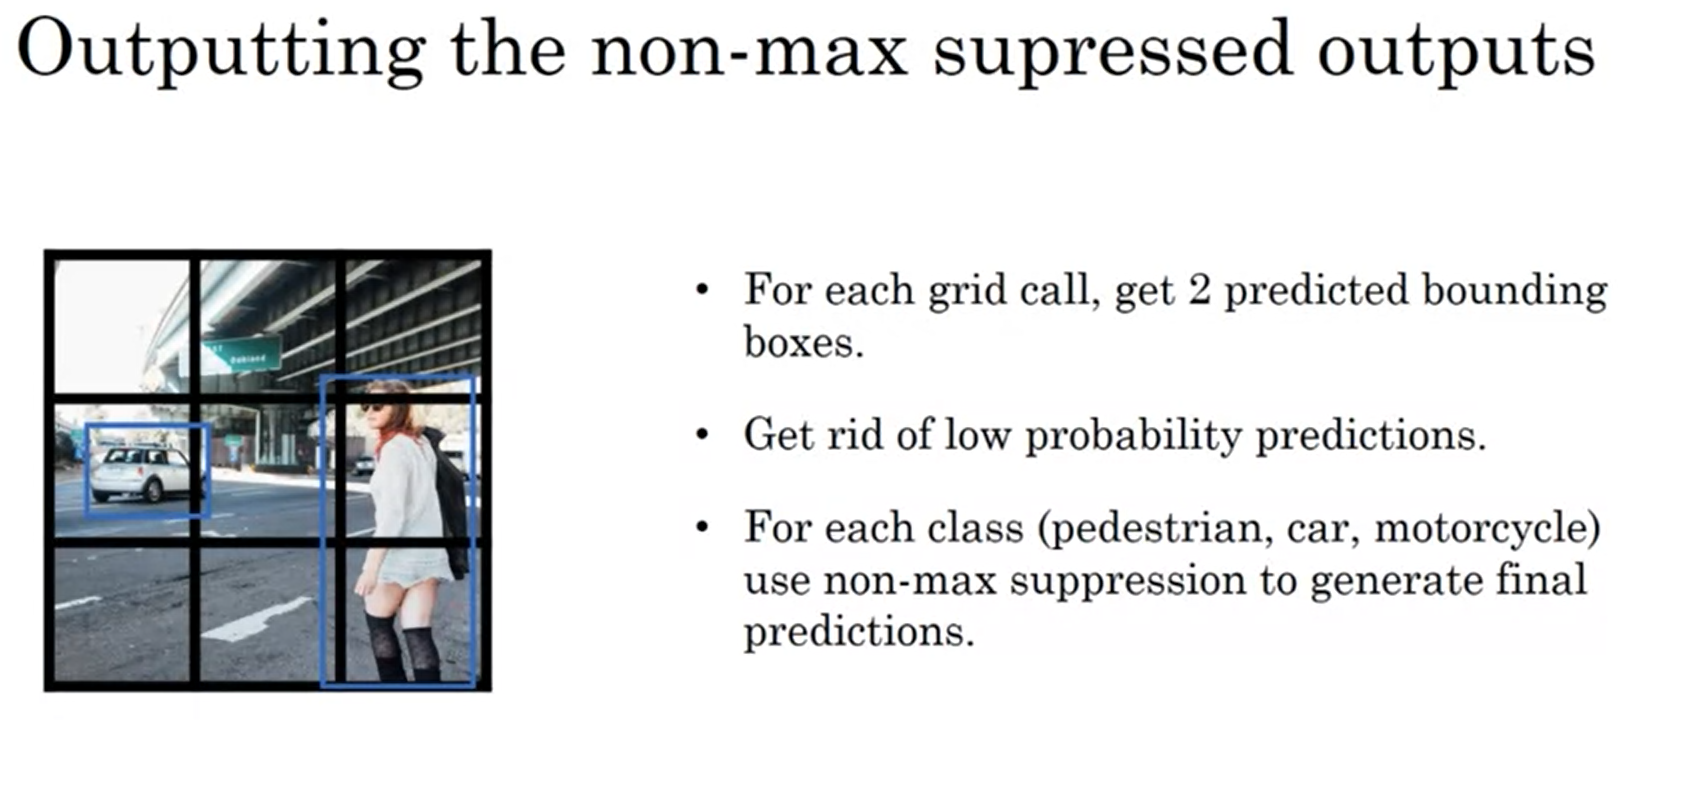 Outputting the non-max supressed outputs
• For each grid call, get 2 predicted bounding
boxes.
• Get rid of low probability predictions.
• For each class (pedestrian, car, motorcycle)
use non-max suppression to generate final
predictions.
Oakland